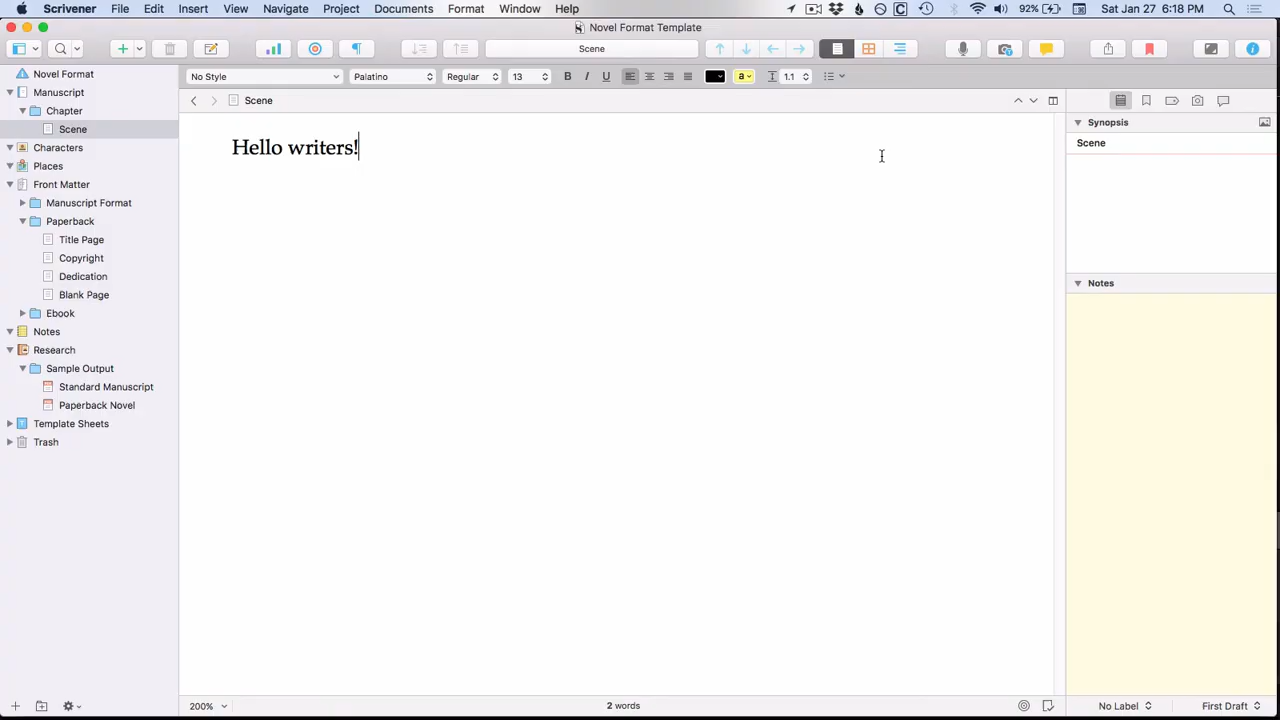 Scrivener File Edit Insert View Navigate Project Documents Format Window Help 92% Sat Jan 27 6:18 PM
Novel Format Template
Scene
No Style Palatino Regular 13 B I U a 1.1
Scene
Novel Format
Manuscript
Chapter
Scene
Characters
Places
Front Matter
Manuscript Format
Paperback
Title Page
Copyright
Dedication
Blank Page
Ebook
Notes
Research
Sample Output
Standard Manuscript
Paperback Novel
Template Sheets
Trash
Hello writers!
Synopsis
Scene
Notes
200% 2 words No Label First Draft